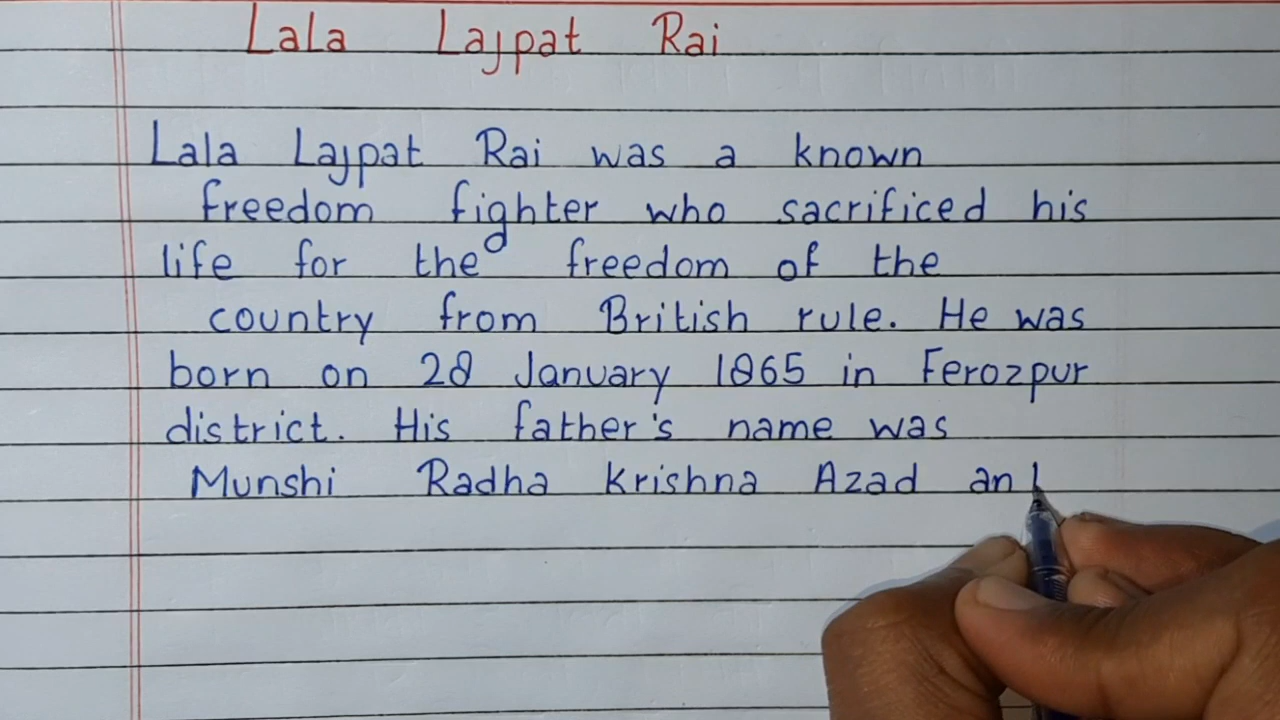 Lala Lajpat Rai
Lala Lajpat Rai was a known
freedom fighter who sacrificed his
life for the freedom of the
country from British rule. He was
born on 28 January 1865 in Ferozpur
district. His father's name was
Munshi Radha Krishna Azad an